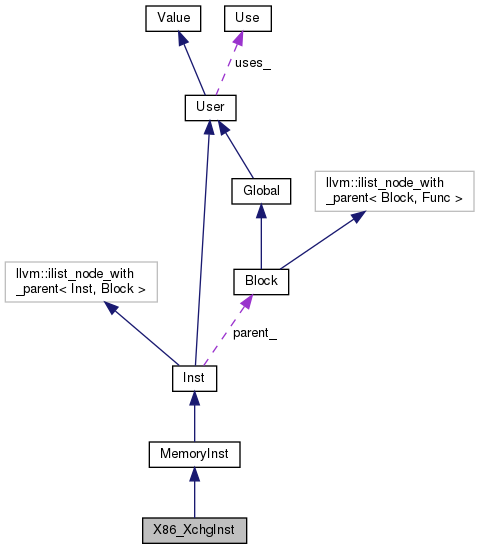 Value
Use
uses_
User
Global
llvm::ilist_node_with
_parent< Block, Func >
llvm::ilist_node_with
_parent< Inst, Block >
Block
parent_
Inst
MemoryInst
X86_XchgInst